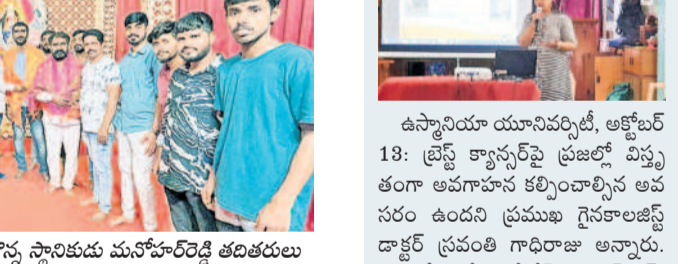 స్థానికుడు మనోహర్‌రెడ్డి తదితరులు
ఉస్మానియా యూనివర్సిటీ, అక్టోబర్
13: బ్రెస్ట్ క్యాన్సర్‌పై ప్రజల్లో విస్తృ
తంగా అవగాహన కల్పించాల్సిన అవ
సరం ఉందని ప్రముఖ గైనకాలజిస్ట్
డాక్టర్ స్రవంతి గాధిరాజు అన్నారు.